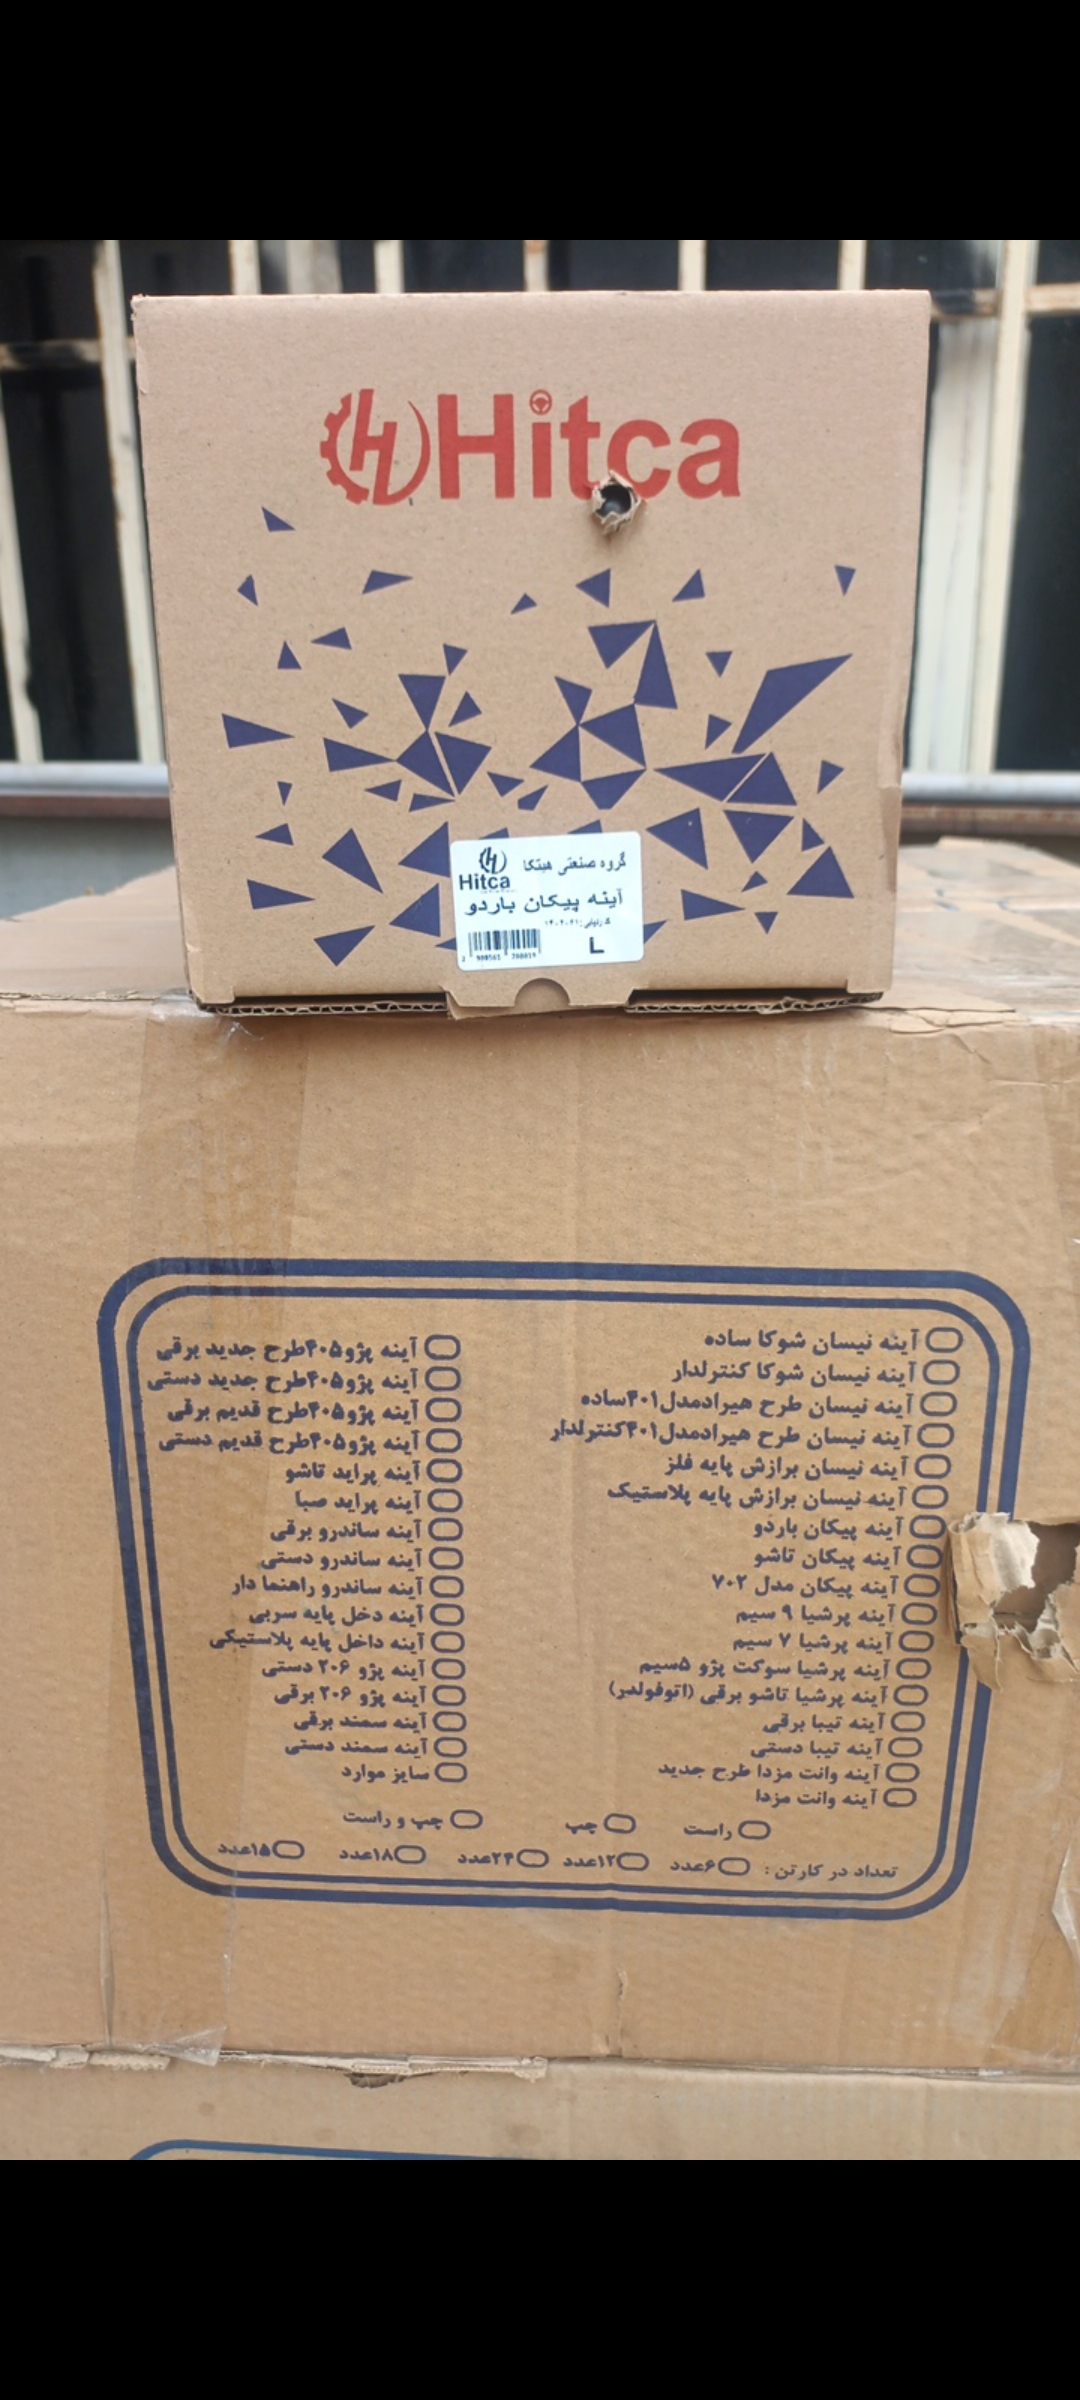 Hitca
گروه صنعتی هیتکا
Hitca
آینه پیکان باردو
L
آینه نیسان شوکا ساده
آینه نیسان شوکا کنترلدار
آینه نیسان طرح هیرادمدل۴۰۱ساده
آینه نیسان طرح هیرادمدل۴۰۱کنترلدار
آینه نیسان برازش پایه فلز
آینه نیسان برازش پایه پلاستیک
آینه پیکان باردو
آینه پیکان تاشو
آینه پیکان مدل ۷۰۲
آینه پرشیا ۹ سیم
آینه پرشیا ۷ سیم
آینه پرشیا سوکت پژو ۵سیم
آینه پرشیا تاشو برقی (اتوفولدر)
آینه تیبا برقی
آینه تیبا دستی
آینه وانت مزدا طرح جدید
آینه وانت مزدا
آینه پژو۴۰۵طرح جدید برقی
آینه پژو۴۰۵طرح جدید دستی
آینه پژو۴۰۵طرح قدیم برقی
آینه پژو۴۰۵طرح قدیم دستی
آینه پراید تاشو
آینه پراید صبا
آینه ساندرو برقی
آینه ساندرو دستی
آینه ساندرو راهنما دار
آینه دخل پایه سربی
آینه داخل پایه پلاستیکی
آینه پژو ۲۰۶ دستی
آینه پژو ۲۰۶ برقی
آینه سمند برقی
آینه سمند دستی
سایز موارد
راست چپ چپ و راست
تعداد در کارتن : ۶عدد ۱۲عدد ۲۴عدد ۱۸عدد ۱۵عدد